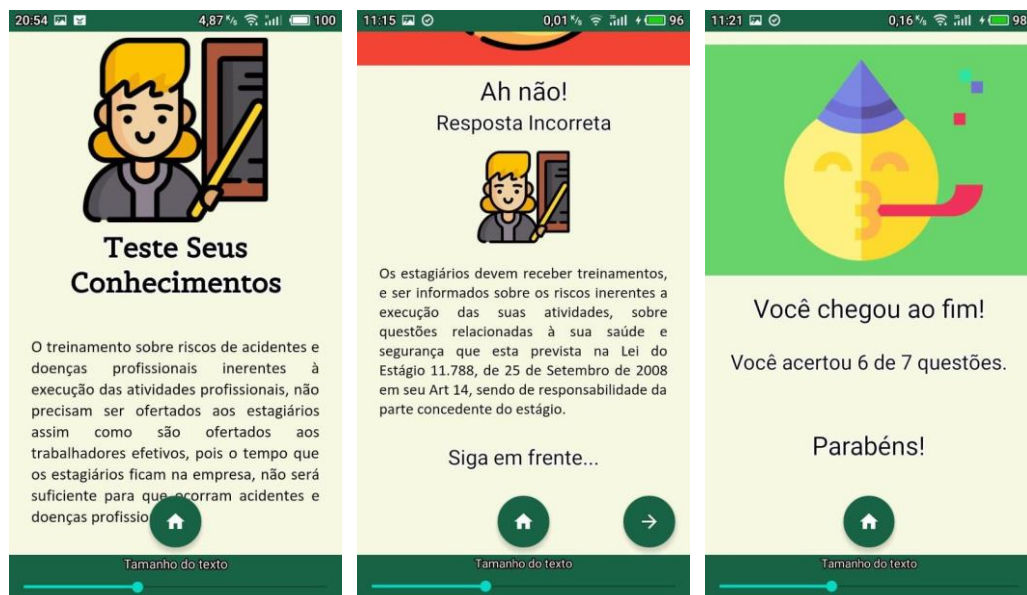 20:54 4,87 K/s 100
Teste Seus
Conhecimentos
O treinamento sobre riscos de acidentes e
doenças profissionais inerentes à
execução das atividades profissionais, não
precisam ser ofertados aos estagiários
assim como são ofertados aos
trabalhadores efetivos, pois o tempo que
os estagiários ficam na empresa, não será
suficiente para que ocorram acidentes e
doenças profissio
Tamanho do texto
11:15 0,01 K/s 96
Ah não!
Resposta Incorreta
Os estagiários devem receber treinamentos,
e ser informados sobre os riscos inerentes a
execução das suas atividades, sobre
questões relacionadas à sua saúde e
segurança que esta prevista na Lei do
Estágio 11.788, de 25 de Setembro de 2008
em seu Art 14, sendo de responsabilidade da
parte concedente do estágio.
Siga em frente...
Tamanho do texto
11:21 0,16 K/s 98
Você chegou ao fim!
Você acertou 6 de 7 questões.
Parabéns!
Tamanho do texto